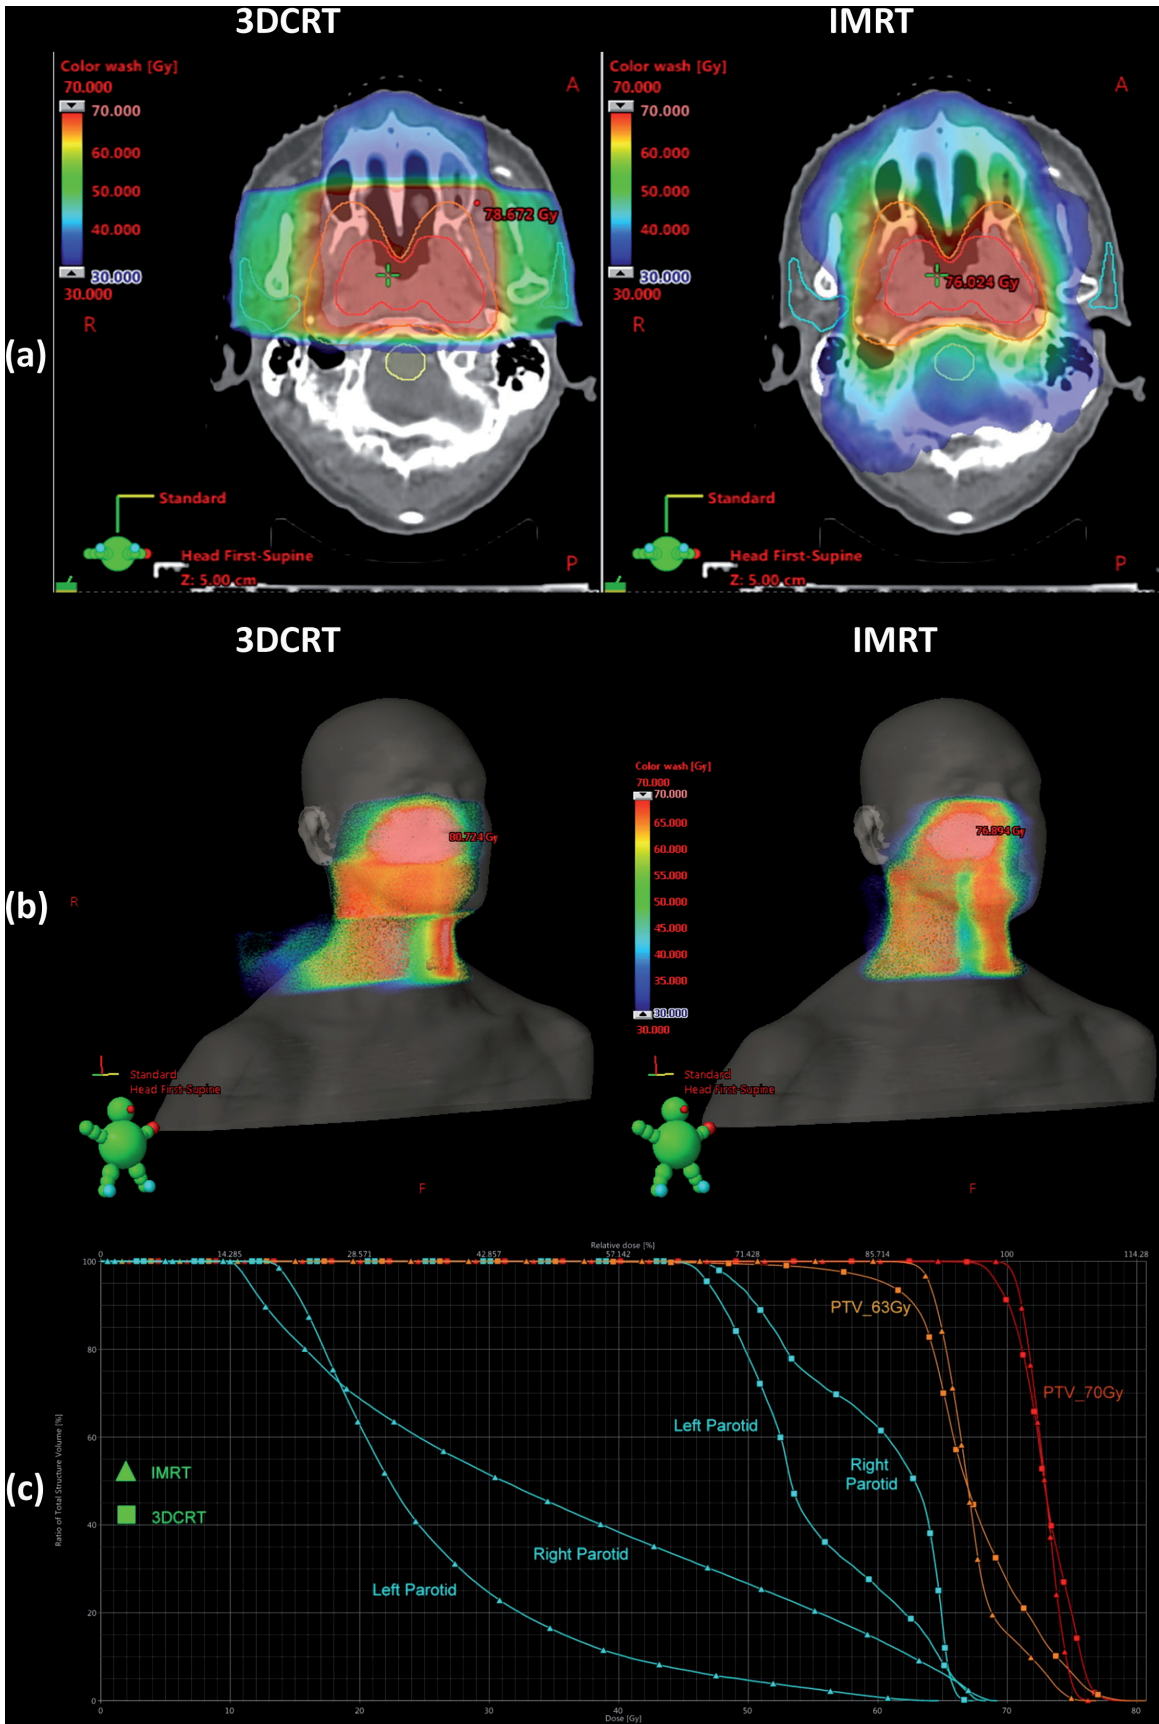 3DCRT
IMRT
Color wash [Gy]
70.000
70.000
60.000
50.000
40.000
30.000
30.000
A
R
78.672 Gy
Standard
Head First-Supine
Z: 5.00 cm
P
Color wash [Gy]
70.000
70.000
60.000
50.000
40.000
30.000
30.000
A
R
76.024 Gy
Standard
Head First-Supine
Z: 5.00 cm
P
(a)
3DCRT
IMRT
80.774 Gy
R
Standard
Head First-Supine
F
Color wash [Gy]
70.000
70.000
65.000
60.000
55.000
50.000
45.000
40.000
35.000
30.000
30.000
76.894 Gy
Standard
Head First-Supine
F
(b)
Relative dose [%]
0 14.285 28.571 42.857 57.142 71.428 85.714 100 114.28
100
80
60
40
20
0
Ratio of Total Structure Volume [%]
PTV_63Gy
PTV_70Gy
Left Parotid
Right
Parotid
IMRT
3DCRT
Right Parotid
Left Parotid
(c)
0 10 20 30 40 50 60 70 80
Dose [Gy]